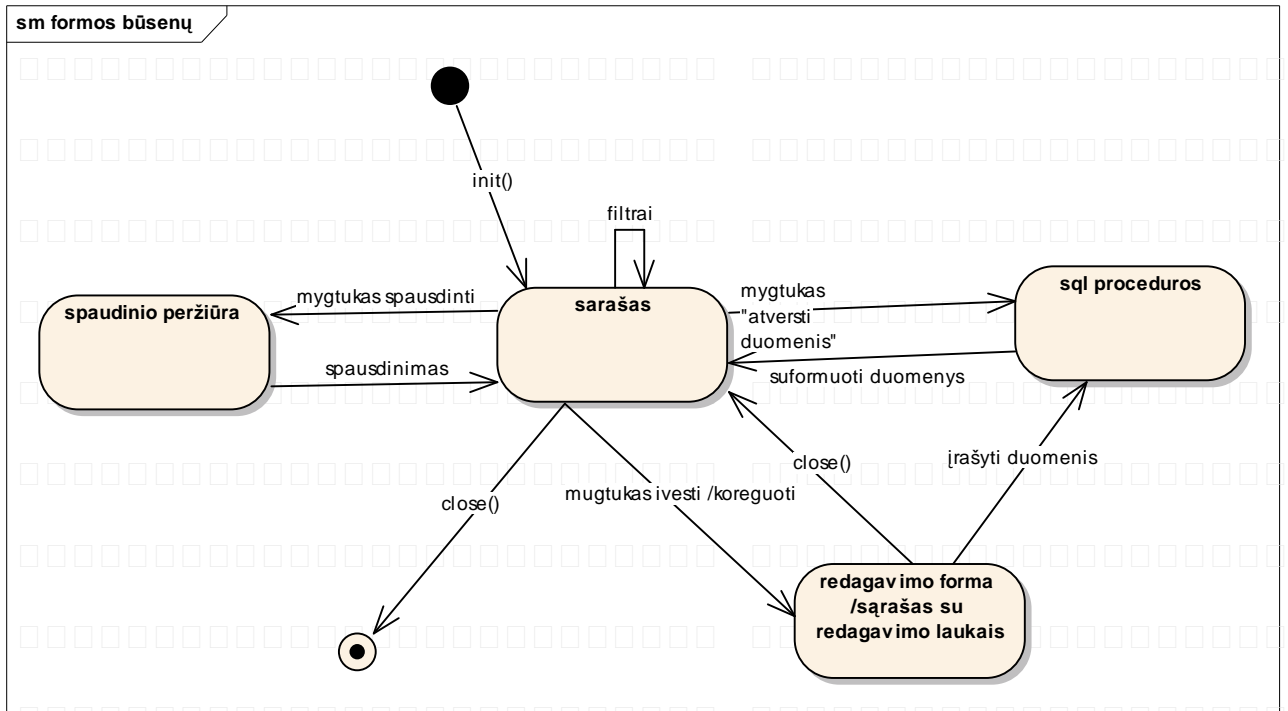 sm formos būsenų
init()
filtrai
mygtukas spausdinti
spaudinio peržiūra
spausdinimas
sarašas
mygtukas
"atversti
duomenis"
sql proceduros
suformuoti duomenys
close()
mugtukas ivesti /koreguoti
close()
įrašyti duomenis
redagavimo forma
/sąrašas su
redagavimo laukais